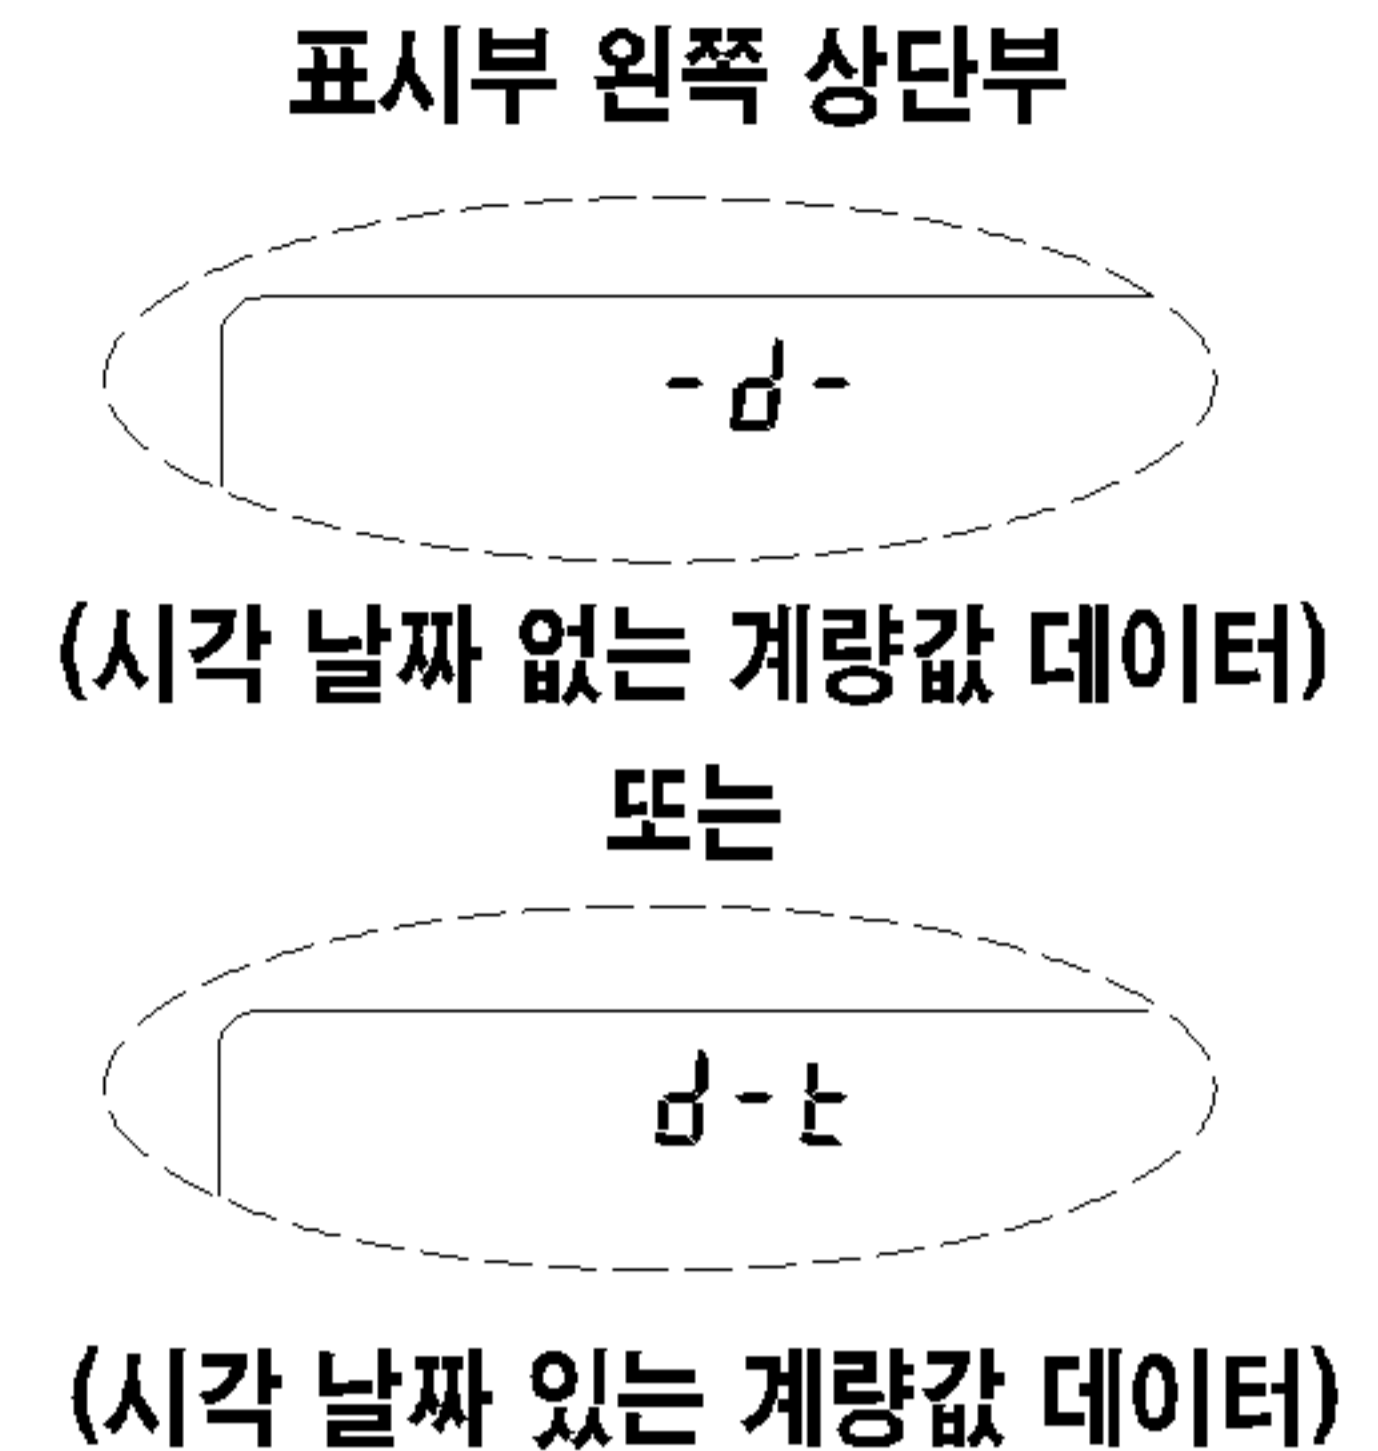 표시부 왼쪽 상단부
-d-
(시각 날짜 없는 계량값 데이터)
또는
d-t
(시각 날짜 있는 계량값 데이터)